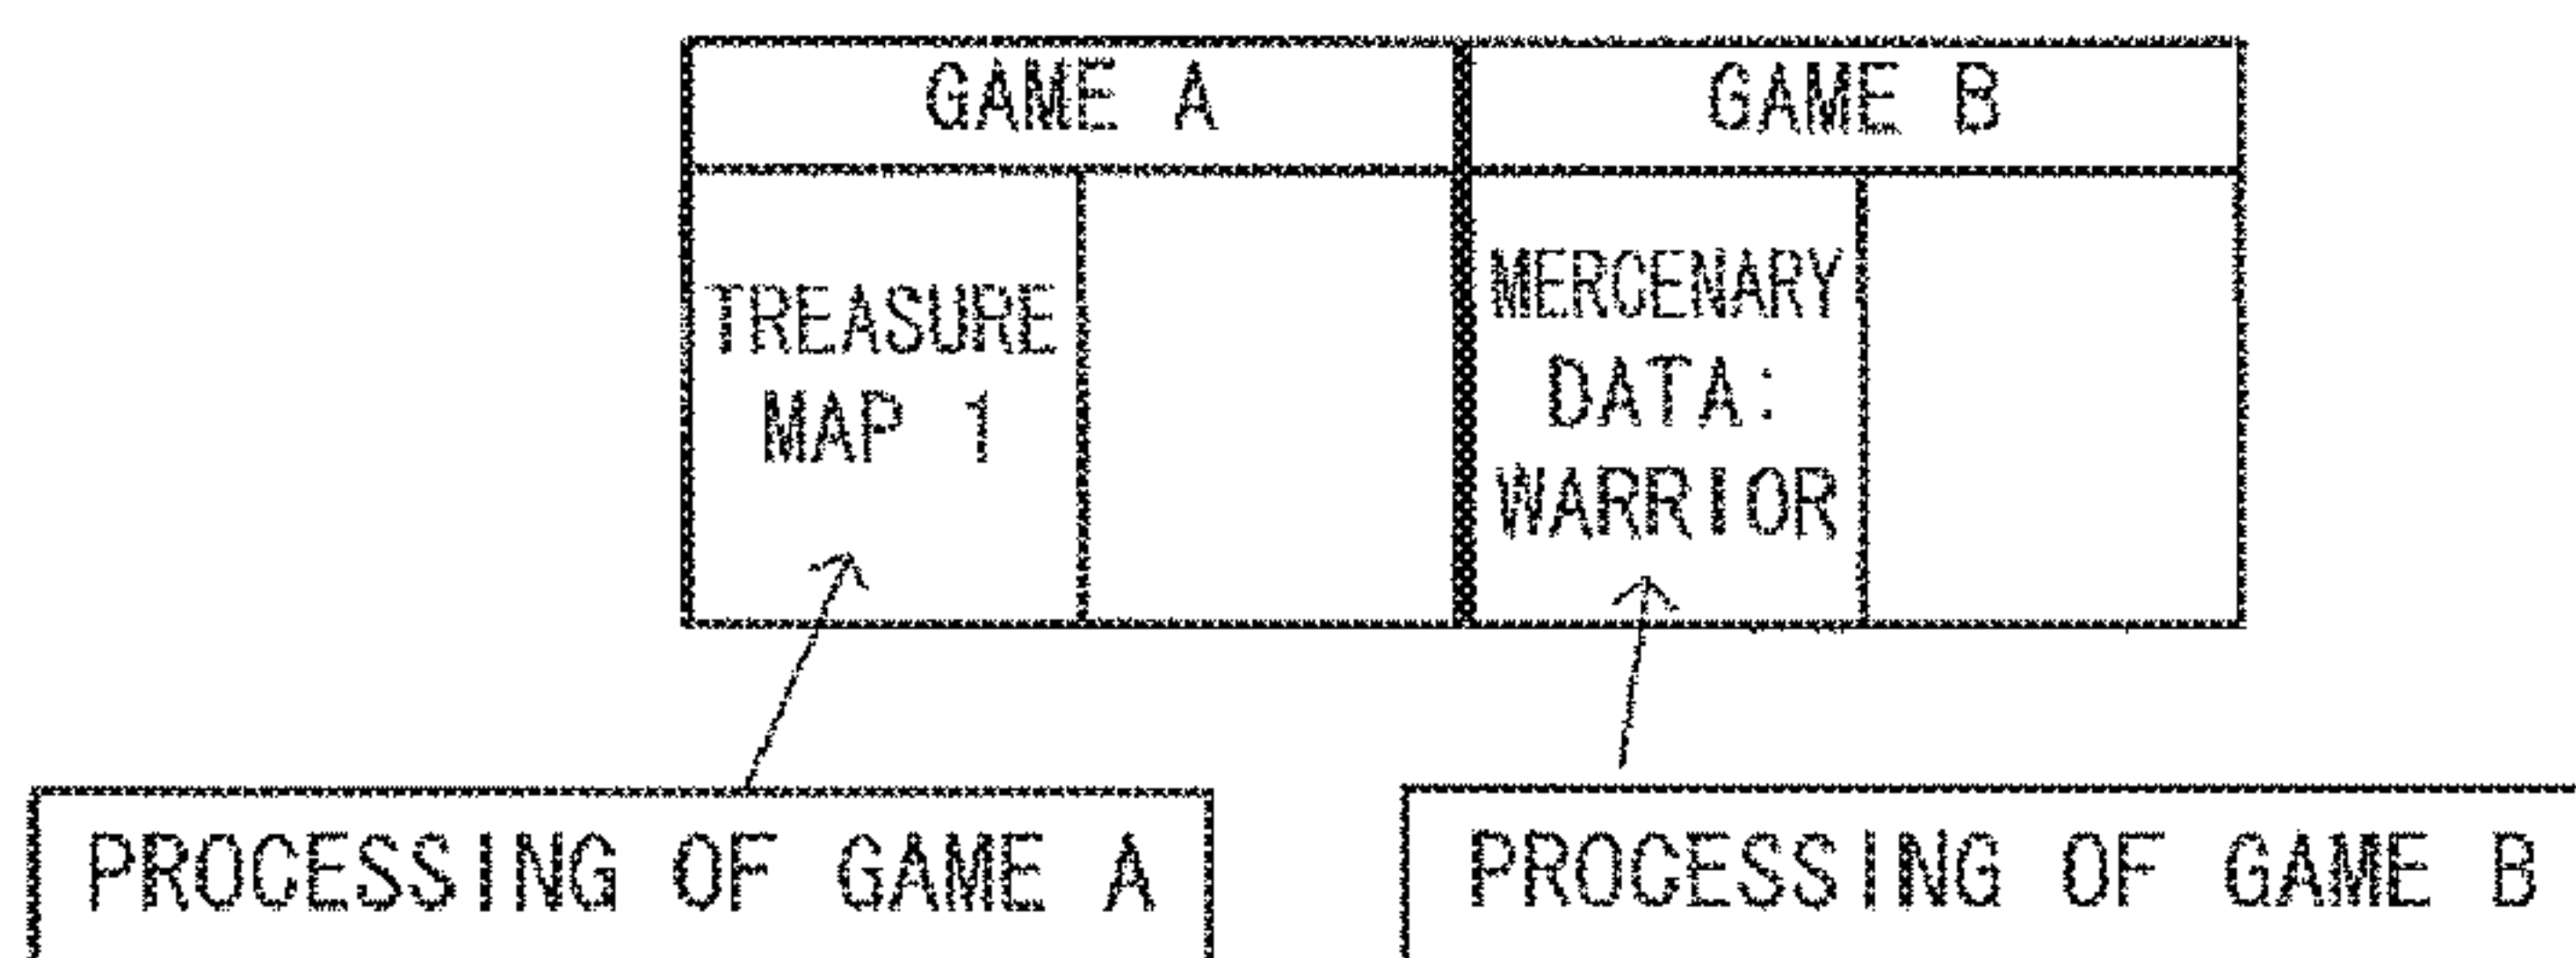 GAME A
GAME B
TREASURE
MAP 1
MERCENARY
DATA:
WARRIOR
PROCESSING OF GAME A
PROCESSING OF GAME B